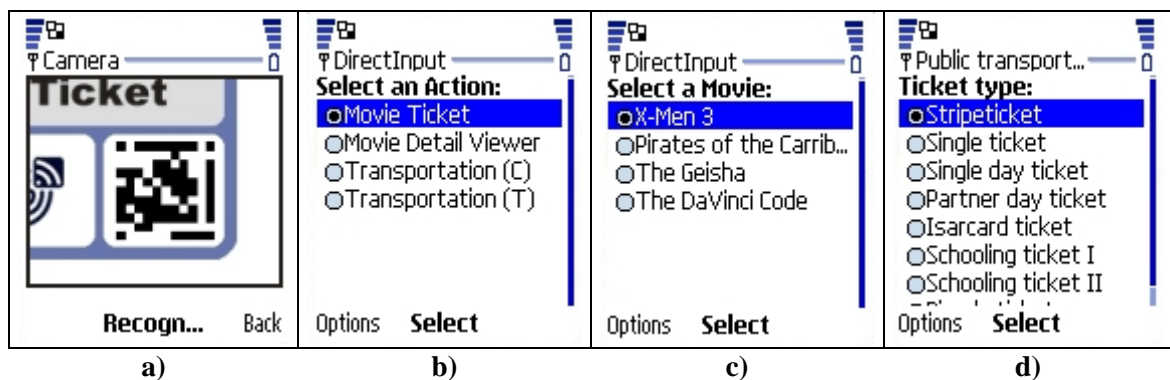 Camera
Ticket
Recogn...
Back
a)
DirectInput
Select an Action:
Movie Ticket
Movie Detail Viewer
Transportation (C)
Transportation (T)
Options
Select
b)
DirectInput
Select a Movie:
X-Men 3
Pirates of the Carrib...
The Geisha
The DaVinci Code
Options
Select
c)
Public transport...
Ticket type:
Stripeticket
Single ticket
Single day ticket
Partner day ticket
Isarcard ticket
Schooling ticket I
Schooling ticket II
Options
Select
d)